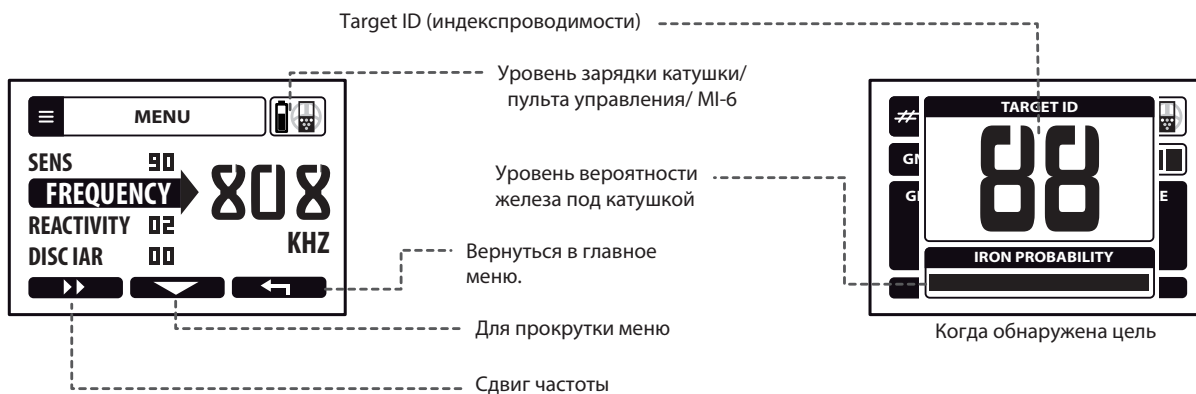 Target ID (индекспроводимости)
Уровень зарядки катушки/
пульта управления/ MI-6
MENU
SENS 90
FREQUENCY
REACTIVITY 02
DISC IAR 00
808
KHZ
Уровень вероятности
железа под катушкой
Вернуться в главное
меню.
Для прокрутки меню
Сдвиг частоты
TARGET ID
88
GN
GI
E
IRON PROBABILITY
Когда обнаружена цель